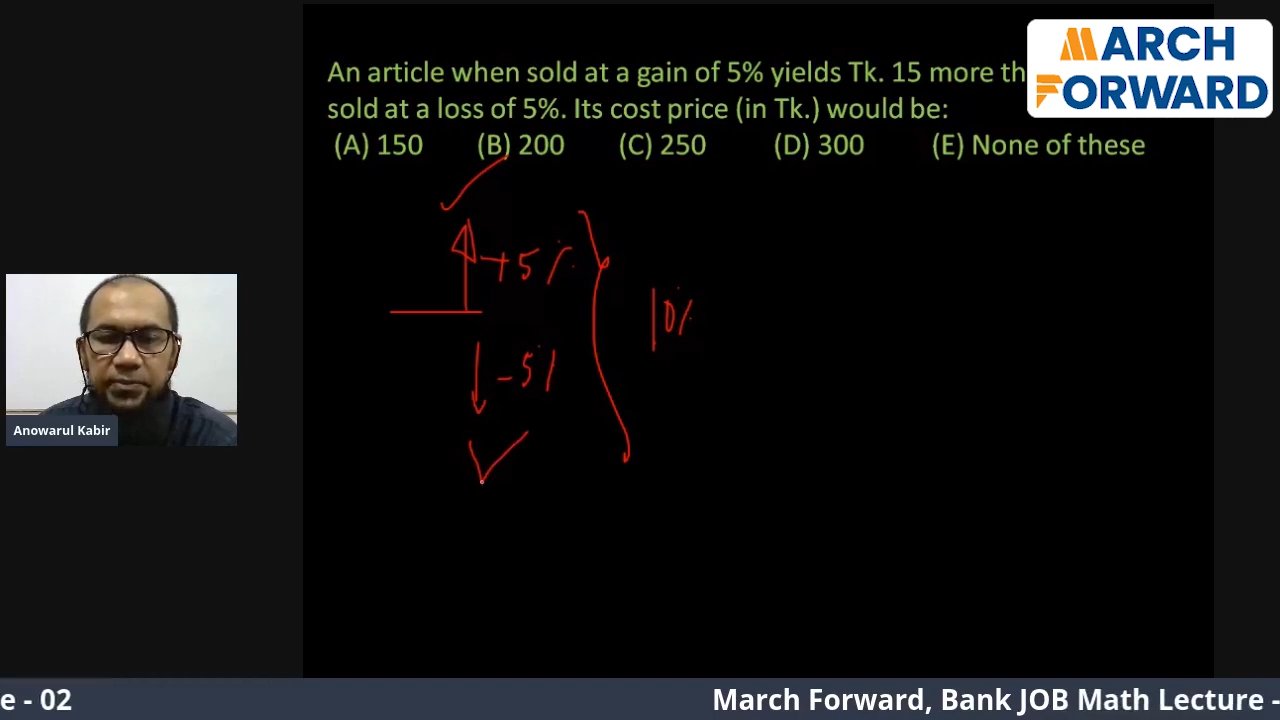 MARCH
FORWARD
An article when sold at a gain of 5% yields Tk. 15 more
sold at a loss of 5%. Its cost price (in Tk.) would be:
(A) 150 (B) 200 (C) 250 (D) 300 (E) None of these
+5%
10%
-5%
Anowarul Kabir
e - 02 March Forward, Bank JOB Math Lecture -